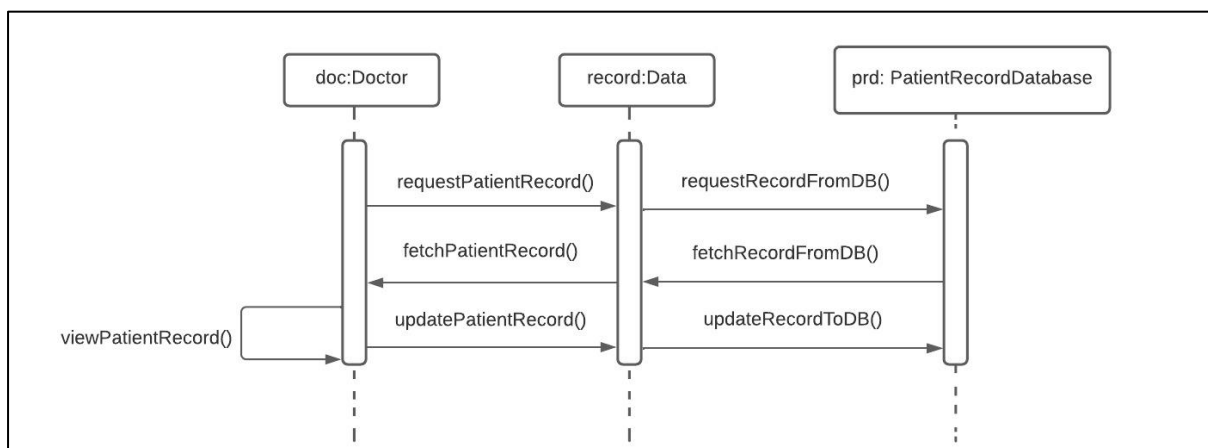 doc:Doctor
record:Data
prd: PatientRecordDatabase
requestPatientRecord()
requestRecordFromDB()
fetchPatientRecord()
fetchRecordFromDB()
viewPatientRecord()
updatePatientRecord()
updateRecordToDB()